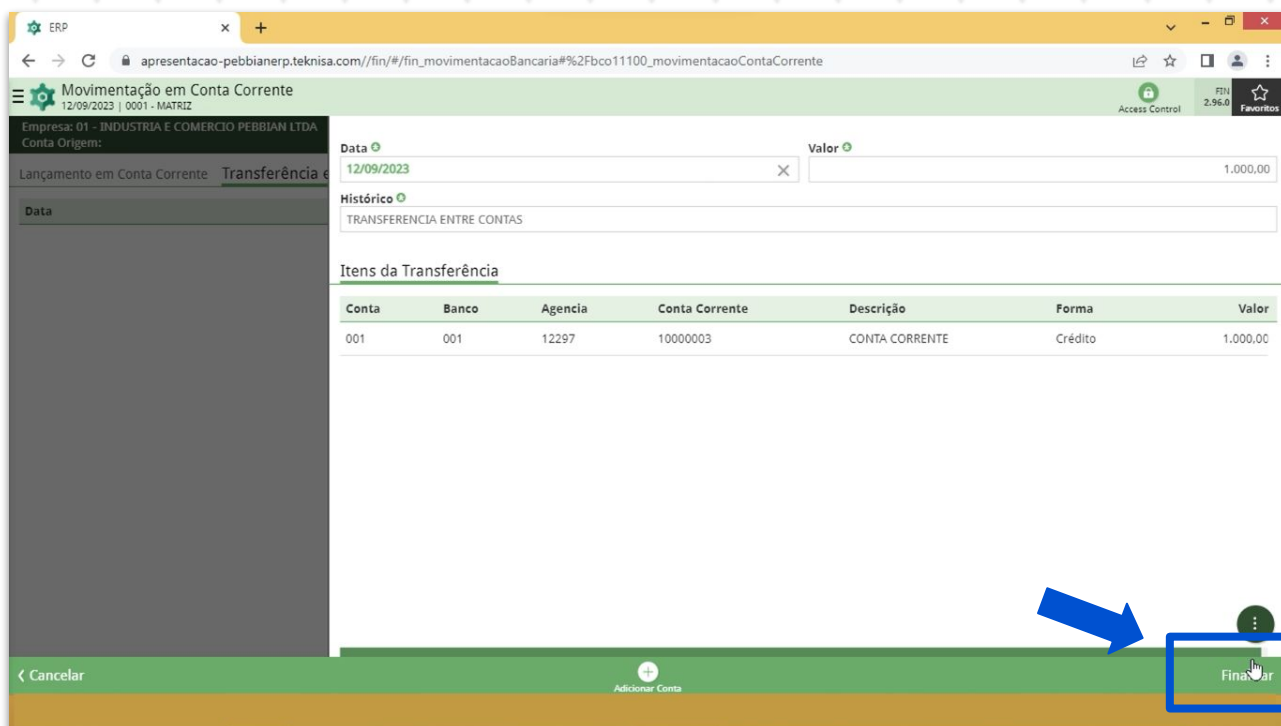 ERP
apresentacao-pebbianerp.teknisa.com//fin/#/fin_movimentacaoBancaria#%2Fbco11100_movimentacaoContaCorrente
Movimentação em Conta Corrente
12/09/2023 | 0001 - MATRIZ
Access Control
FIN
2.96.0
Favoritos
Empresa: 01 - INDUSTRIA E COMERCIO PEBBIAN LTDA
Conta Origem:
Lançamento em Conta Corrente Transferência e
Data
Data Valor
12/09/2023 1.000,00
Histórico
TRANSFERENCIA ENTRE CONTAS
Itens da Transferência
Conta Banco Agencia Conta Corrente Descrição Forma Valor
001 001 12297 10000003 CONTA CORRENTE Crédito 1.000,00
Cancelar
Adicionar Conta